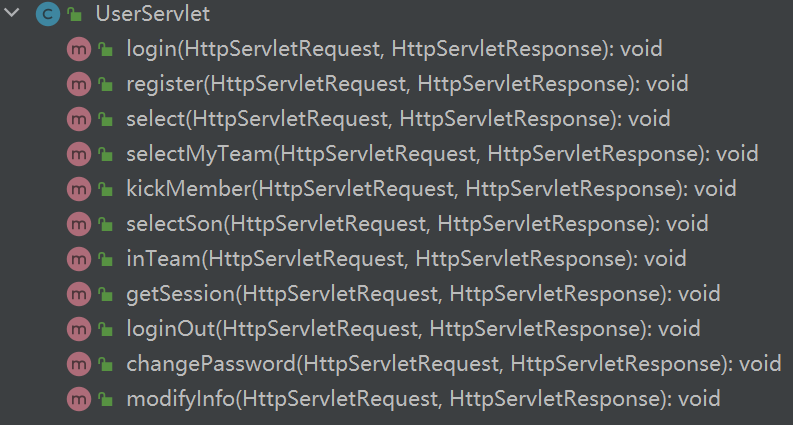 UserServlet
login(HttpServletRequest, HttpServletResponse): void
register(HttpServletRequest, HttpServletResponse): void
select(HttpServletRequest, HttpServletResponse): void
selectMyTeam(HttpServletRequest, HttpServletResponse): void
kickMember(HttpServletRequest, HttpServletResponse): void
selectSon(HttpServletRequest, HttpServletResponse): void
inTeam(HttpServletRequest, HttpServletResponse): void
getSession(HttpServletRequest, HttpServletResponse): void
loginOut(HttpServletRequest, HttpServletResponse): void
changePassword(HttpServletRequest, HttpServletResponse): void
modifyInfo(HttpServletRequest, HttpServletResponse): void